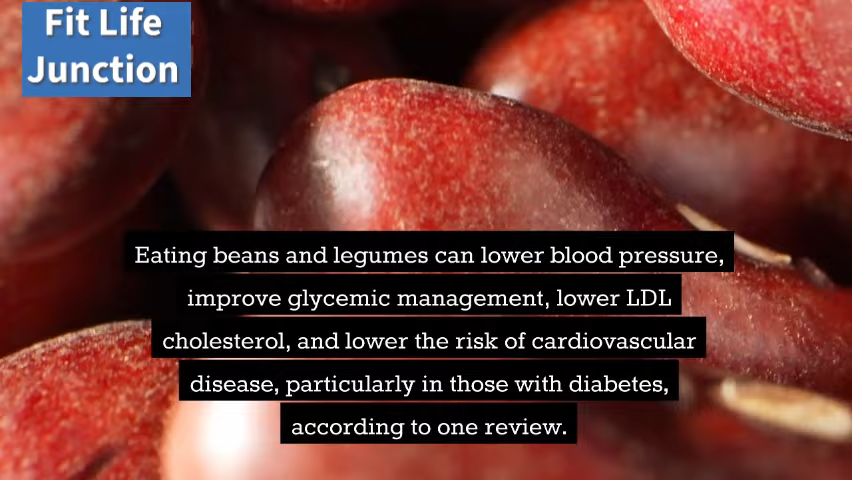 Fit Life
Junction
Eating beans and legumes can lower blood pressure,
improve glycemic management, lower LDL
cholesterol, and lower the risk of cardiovascular
disease, particularly in those with diabetes,
according to one review.